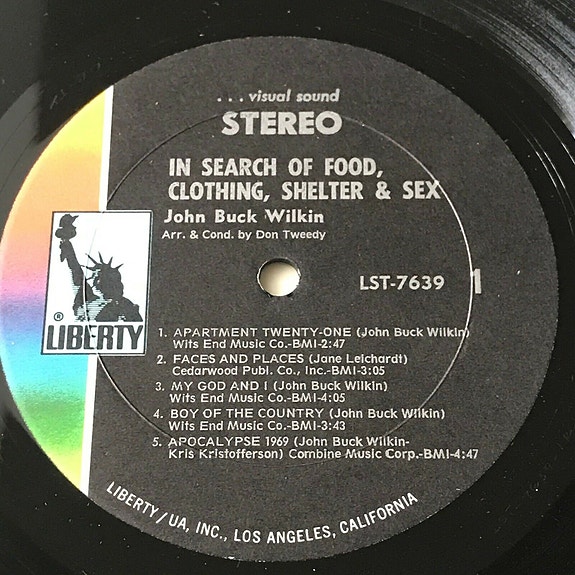 . . . visual sound
STEREO
IN SEARCH OF FOOD,
CLOTHING, SHELTER & SEX
John Buck Wilkin
Arr. & Cond. by Don Tweedy
LST-7639 1
® LIBERTY
1. APARTMENT TWENTY-ONE (John Buck Wilkin)
Wits End Music Co.-BMI-2:47
2. FACES AND PLACES (Jane Leichardt)
Cedarwood Publ. Co., Inc.-BMI-3:05
3. MY GOD AND I (John Buck Wilkin)
Wits End Music Co.-BMI-4:05
4. BOY OF THE COUNTRY (John Buck Wilkin)
Wits End Music Co.-BMI-3:43
5. APOCALYPSE 1969 (John Buck Wilkin-
Kris Kristofferson) Combine Music Corp.-BMI-4:47
LIBERTY/UA, INC., LOS ANGELES, CALIFORNIA